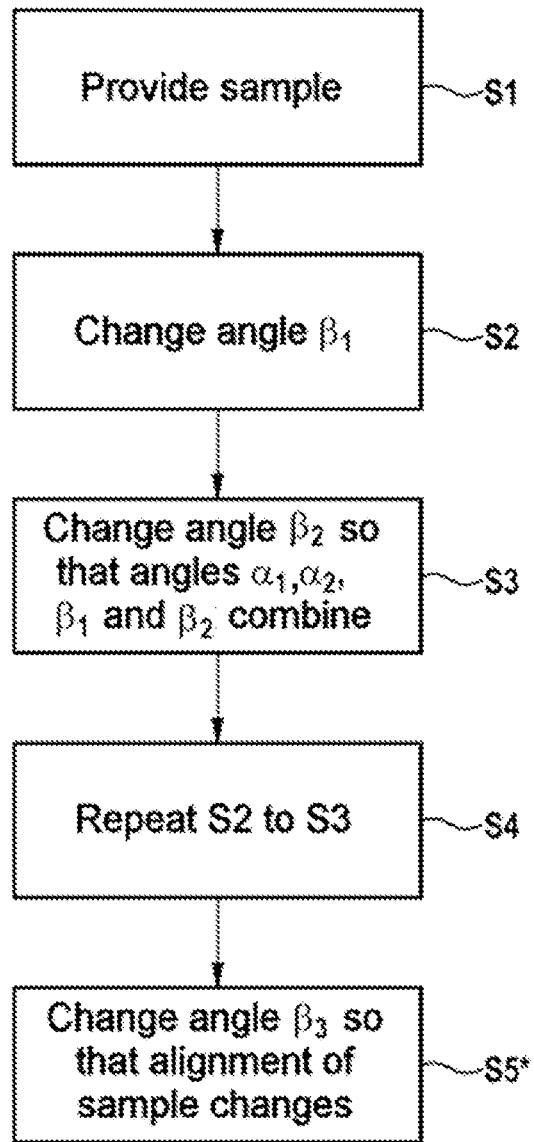 Provide sample
S1
Change angle β₁
S2
Change angle β₂ so
that angles α₁,α₂,
β₁ and β₂ combine
S3
Repeat S2 to S3
S4
Change angle β₃ so
that alignment of
sample changes
S5*